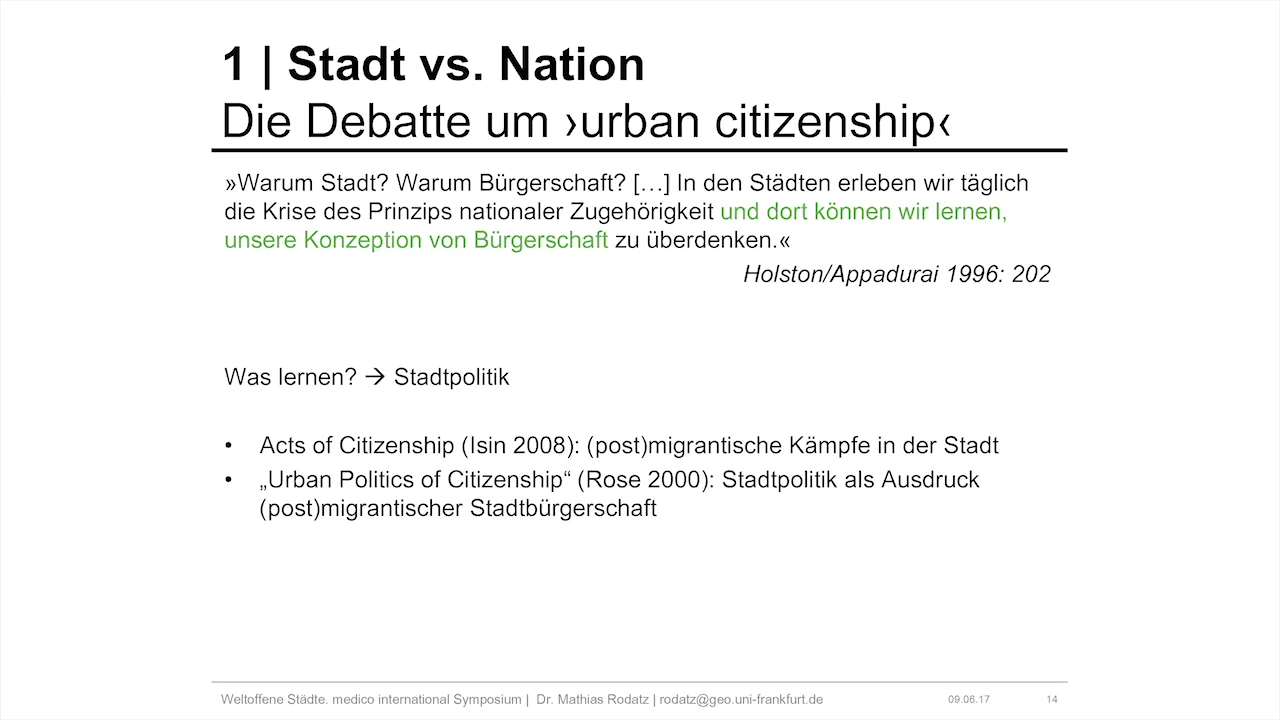 1 | Stadt vs. Nation
Die Debatte um ›urban citizenship‹
»Warum Stadt? Warum Bürgerschaft? […] In den Städten erleben wir täglich
die Krise des Prinzips nationaler Zugehörigkeit und dort können wir lernen,
unsere Konzeption von Bürgerschaft zu überdenken.«
Holston/Appadurai 1996: 202
Was lernen? → Stadtpolitik
• Acts of Citizenship (Isin 2008): (post)migrantische Kämpfe in der Stadt
• „Urban Politics of Citizenship“ (Rose 2000): Stadtpolitik als Ausdruck
(post)migrantischer Stadtbürgerschaft
Weltoffene Städte. medico international Symposium | Dr. Mathias Rodatz | rodatz@geo.uni-frankfurt.de 09.06.17 14